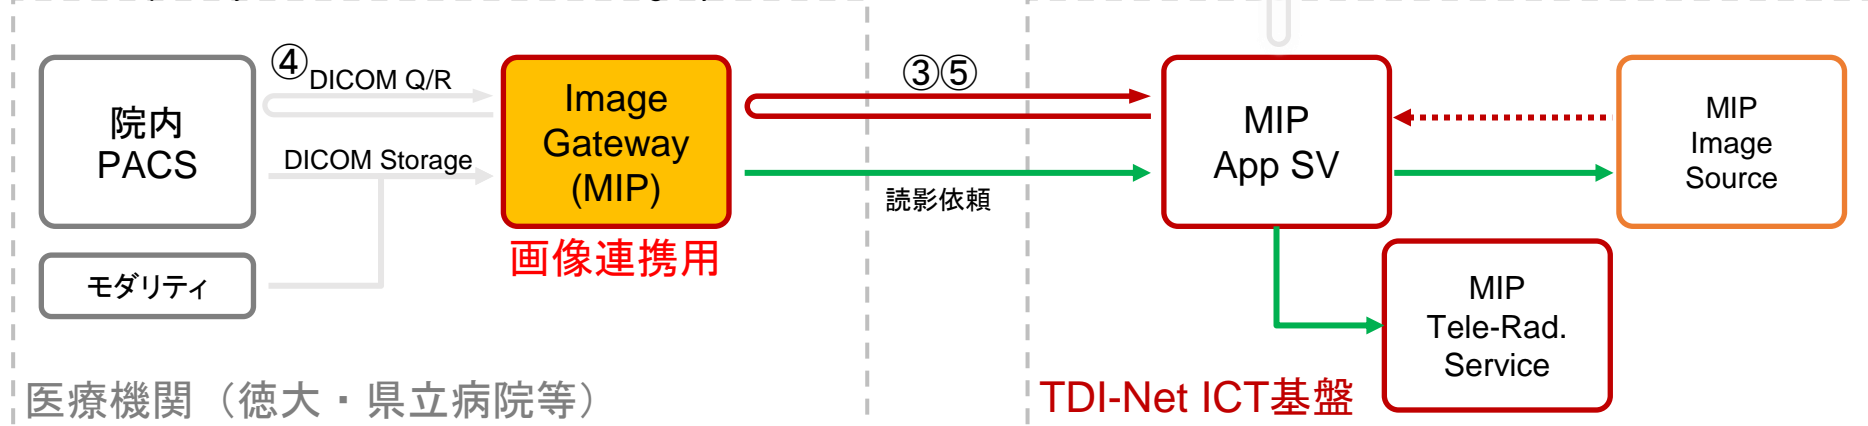 ④
DICOM Q/R
③⑤
院内
PACS
Image
Gateway
(MIP)
MIP
App SV
MIP
Image
Source
DICOM Storage
読影依頼
画像連携用
モダリティ
MIP
Tele-Rad.
Service
医療機関（徳大・県立病院等）
TDI-Net ICT基盤